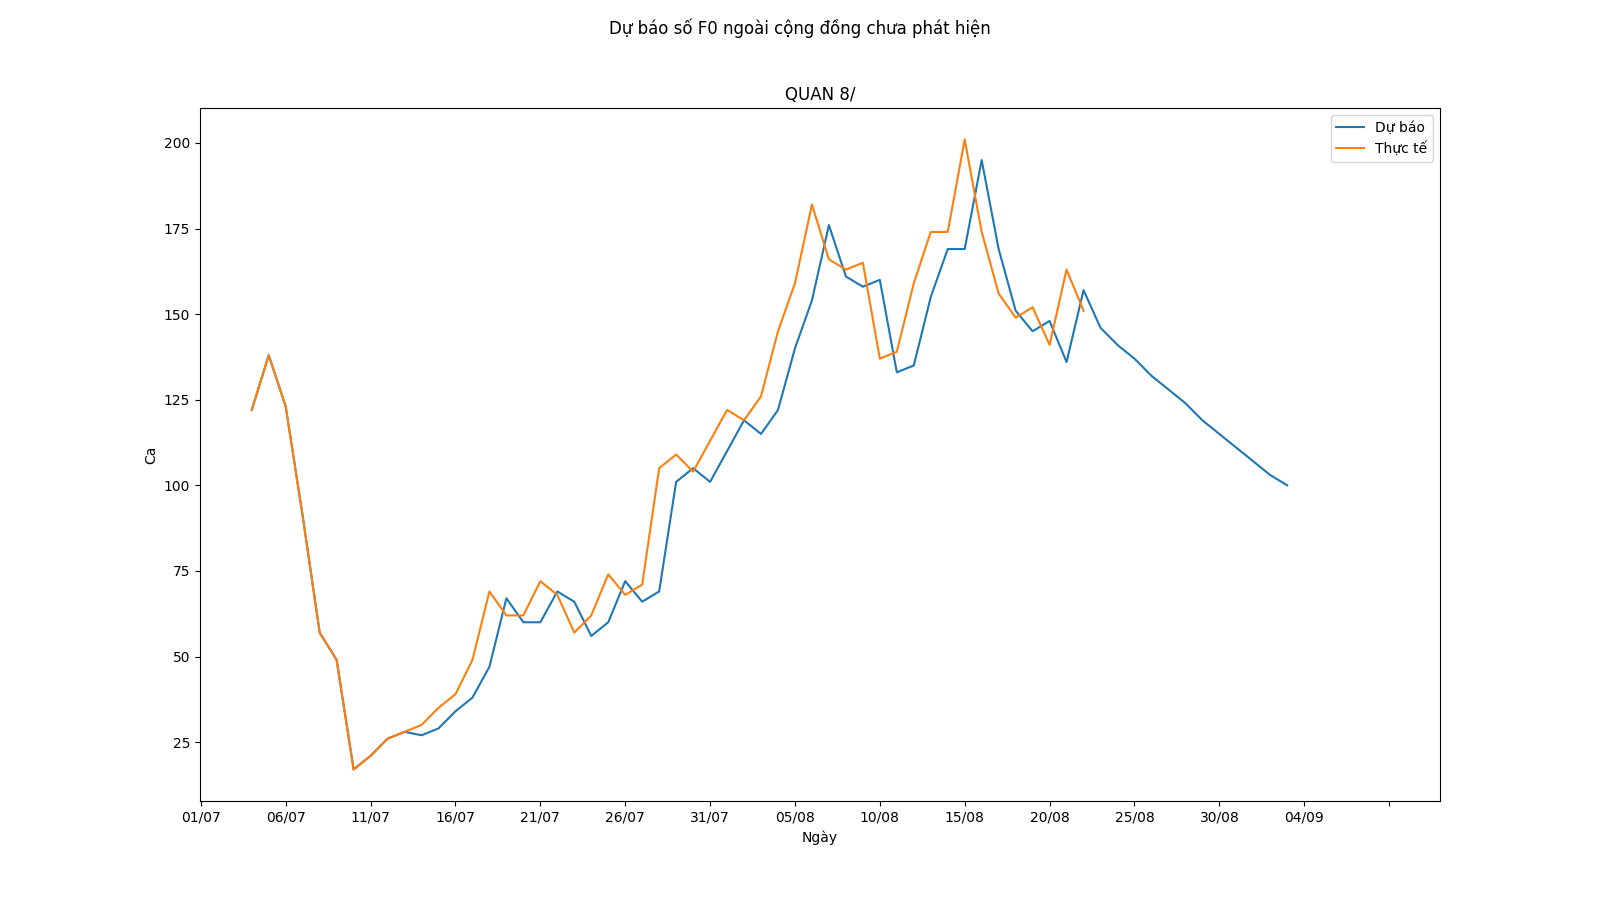 Dự báo số F0 ngoài cộng đồng chưa phát hiện
QUAN 8/
Dự báo
Thực tế
200
175
150
125
100
75
50
25
Ca
01/07 06/07 11/07 16/07 21/07 26/07 31/07 05/08 10/08 15/08 20/08 25/08 30/08 04/09
Ngày